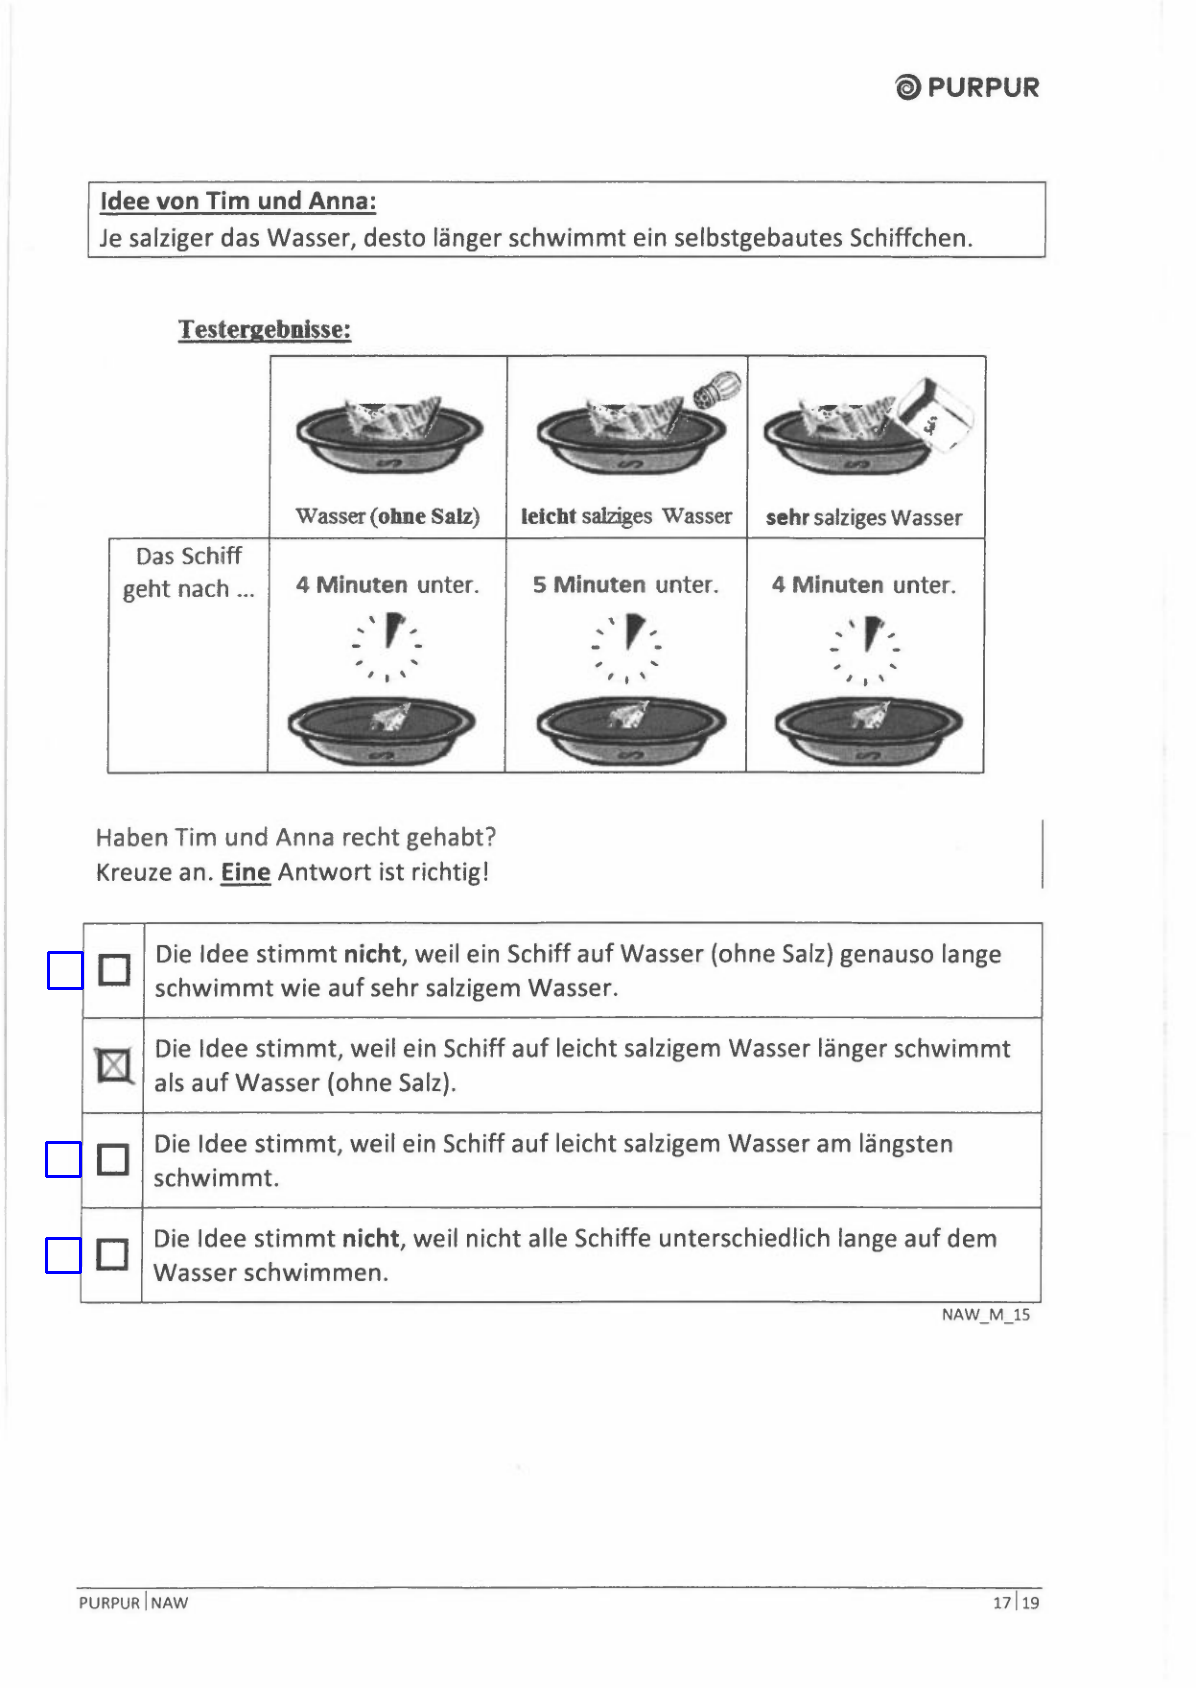 PURPUR
Idee von Tim und Anna:
Je salziger das Wasser, desto länger schwimmt ein selbstgebautes Schiffchen.
Testergebnisse:
Wasser (ohne Salz)
leicht salziges Wasser
sehr salziges Wasser
Das Schiff
geht nach ...
4 Minuten unter.
5 Minuten unter.
4 Minuten unter.
Haben Tim und Anna recht gehabt?
Kreuze an. Eine Antwort ist richtig!
Die Idee stimmt nicht, weil ein Schiff auf Wasser (ohne Salz) genauso lange
schwimmt wie auf sehr salzigem Wasser.
Die Idee stimmt, weil ein Schiff auf leicht salzigem Wasser länger schwimmt
als auf Wasser (ohne Salz).
Die Idee stimmt, weil ein Schiff auf leicht salzigem Wasser am längsten
schwimmt.
Die Idee stimmt nicht, weil nicht alle Schiffe unterschiedlich lange auf dem
Wasser schwimmen.
NAW_M_15
PURPUR | NAW
17 | 19